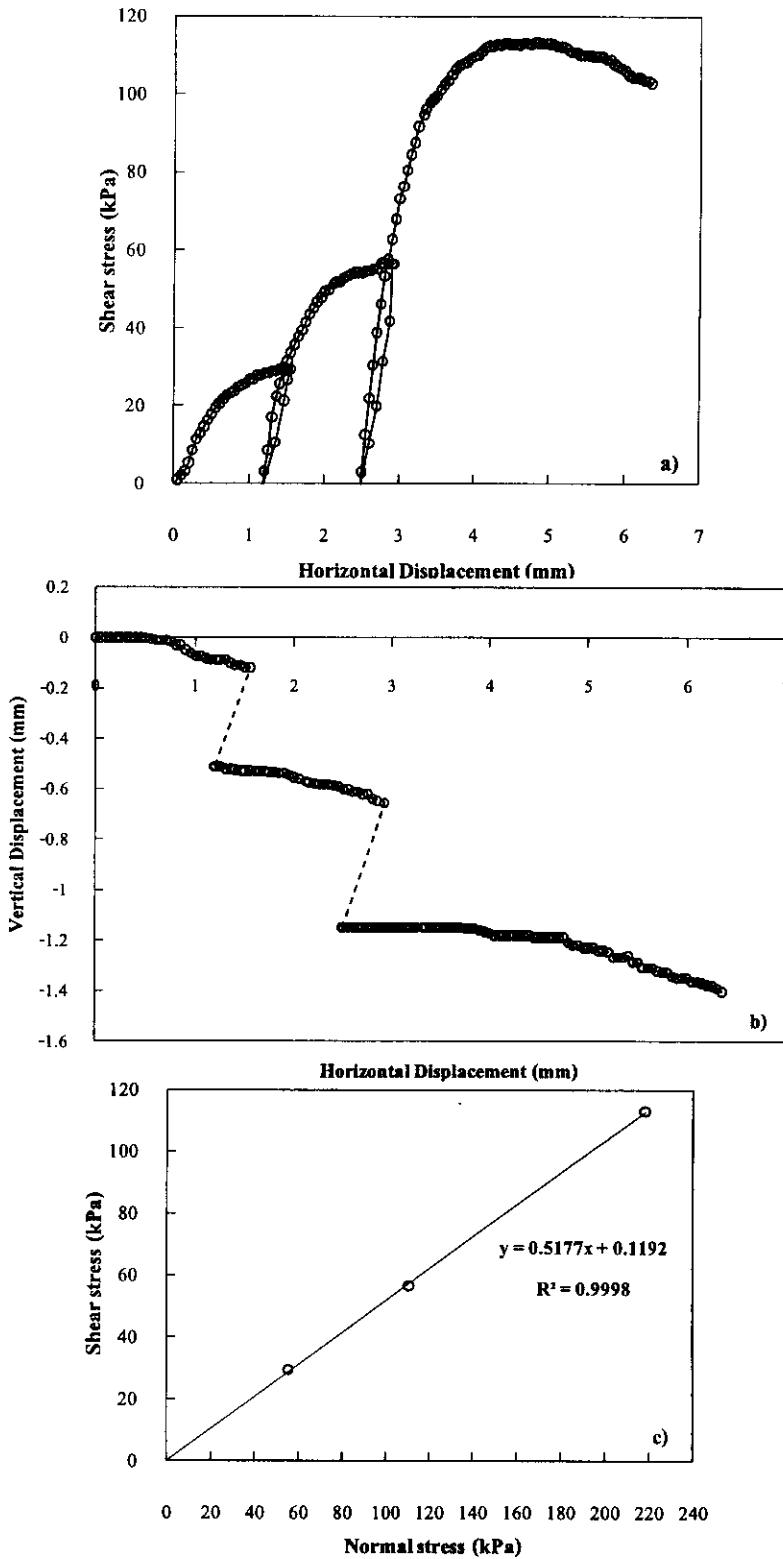 120
100
80
60
40
20
0
Shear stress (kPa)
a)
0 1 2 3 4 5 6 7
Horizontal Displacement (mm)
0.2
0
-0.2
-0.4
-0.6
-0.8
-1
-1.2
-1.4
-1.6
Vertical Displacement (mm)
0 1 2 3 4 5 6
b)
Horizontal Displacement (mm)
120
100
80
60
40
20
0
Shear stress (kPa)
y = 0.5177x + 0.1192
R² = 0.9998
c)
0 20 40 60 80 100 120 140 160 180 200 220 240
Normal stress (kPa)